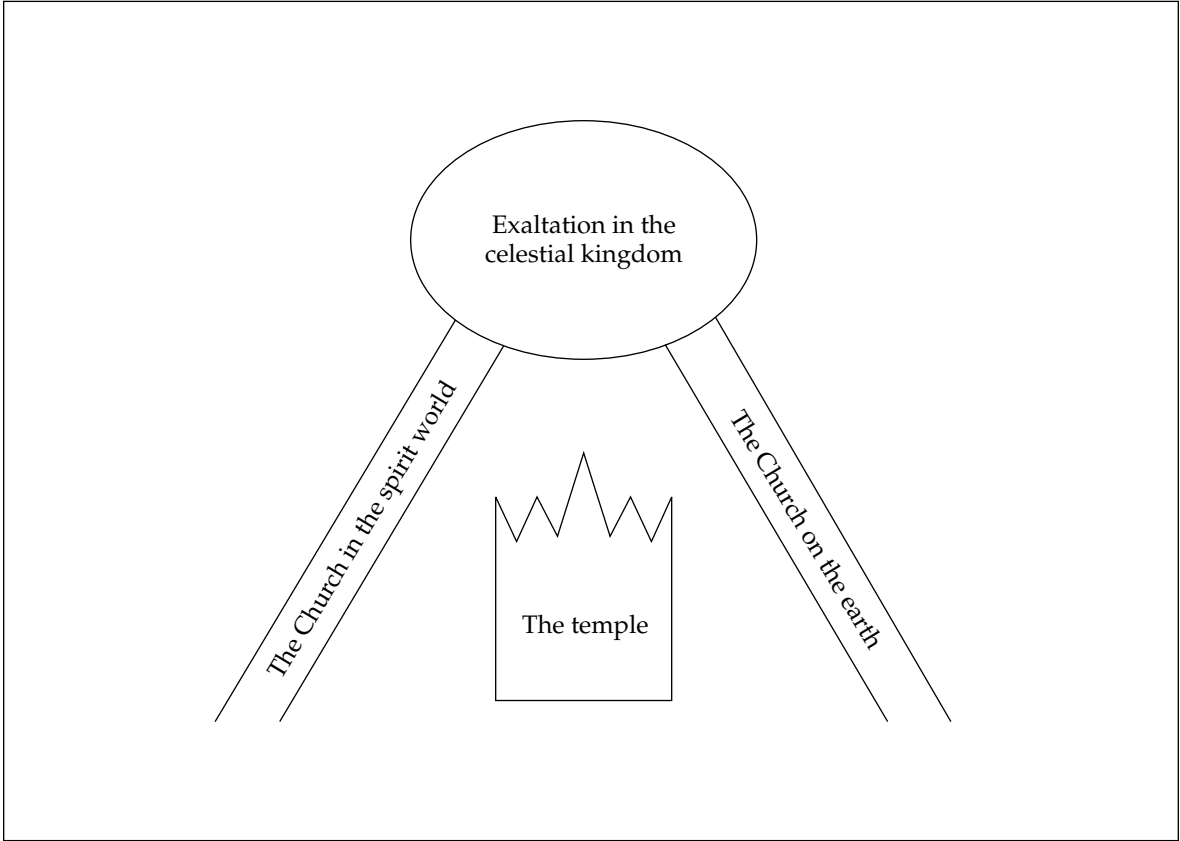 Exaltation in the
celestial kingdom
The Church in the spirit world
The Church on the earth
The temple